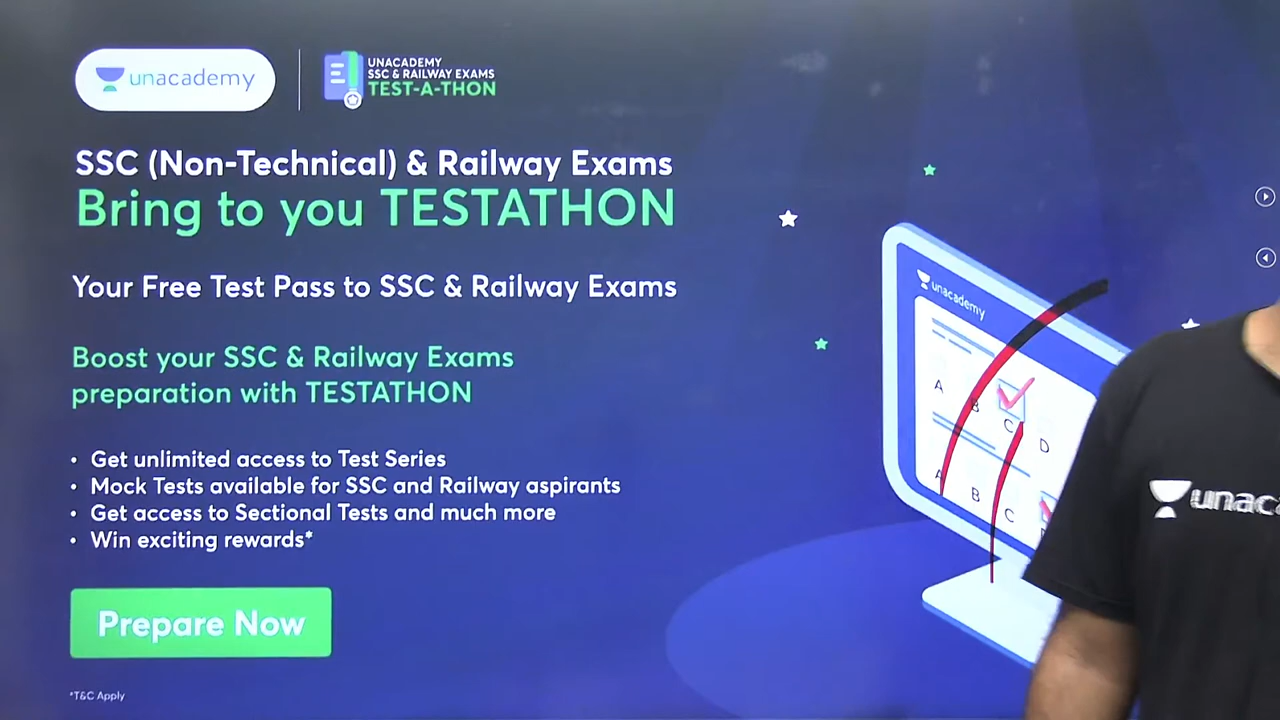 unacademy
UNACADEMY
SSC & RAILWAY EXAMS
TEST-A-THON
SSC (Non-Technical) & Railway Exams
Bring to you TESTATHON
Your Free Test Pass to SSC & Railway Exams
Boost your SSC & Railway Exams
preparation with TESTATHON
• Get unlimited access to Test Series
• Mock Tests available for SSC and Railway aspirants
• Get access to Sectional Tests and much more
• Win exciting rewards*
Prepare Now
*T&C Apply
unacademy
A B C D
A B C
unac